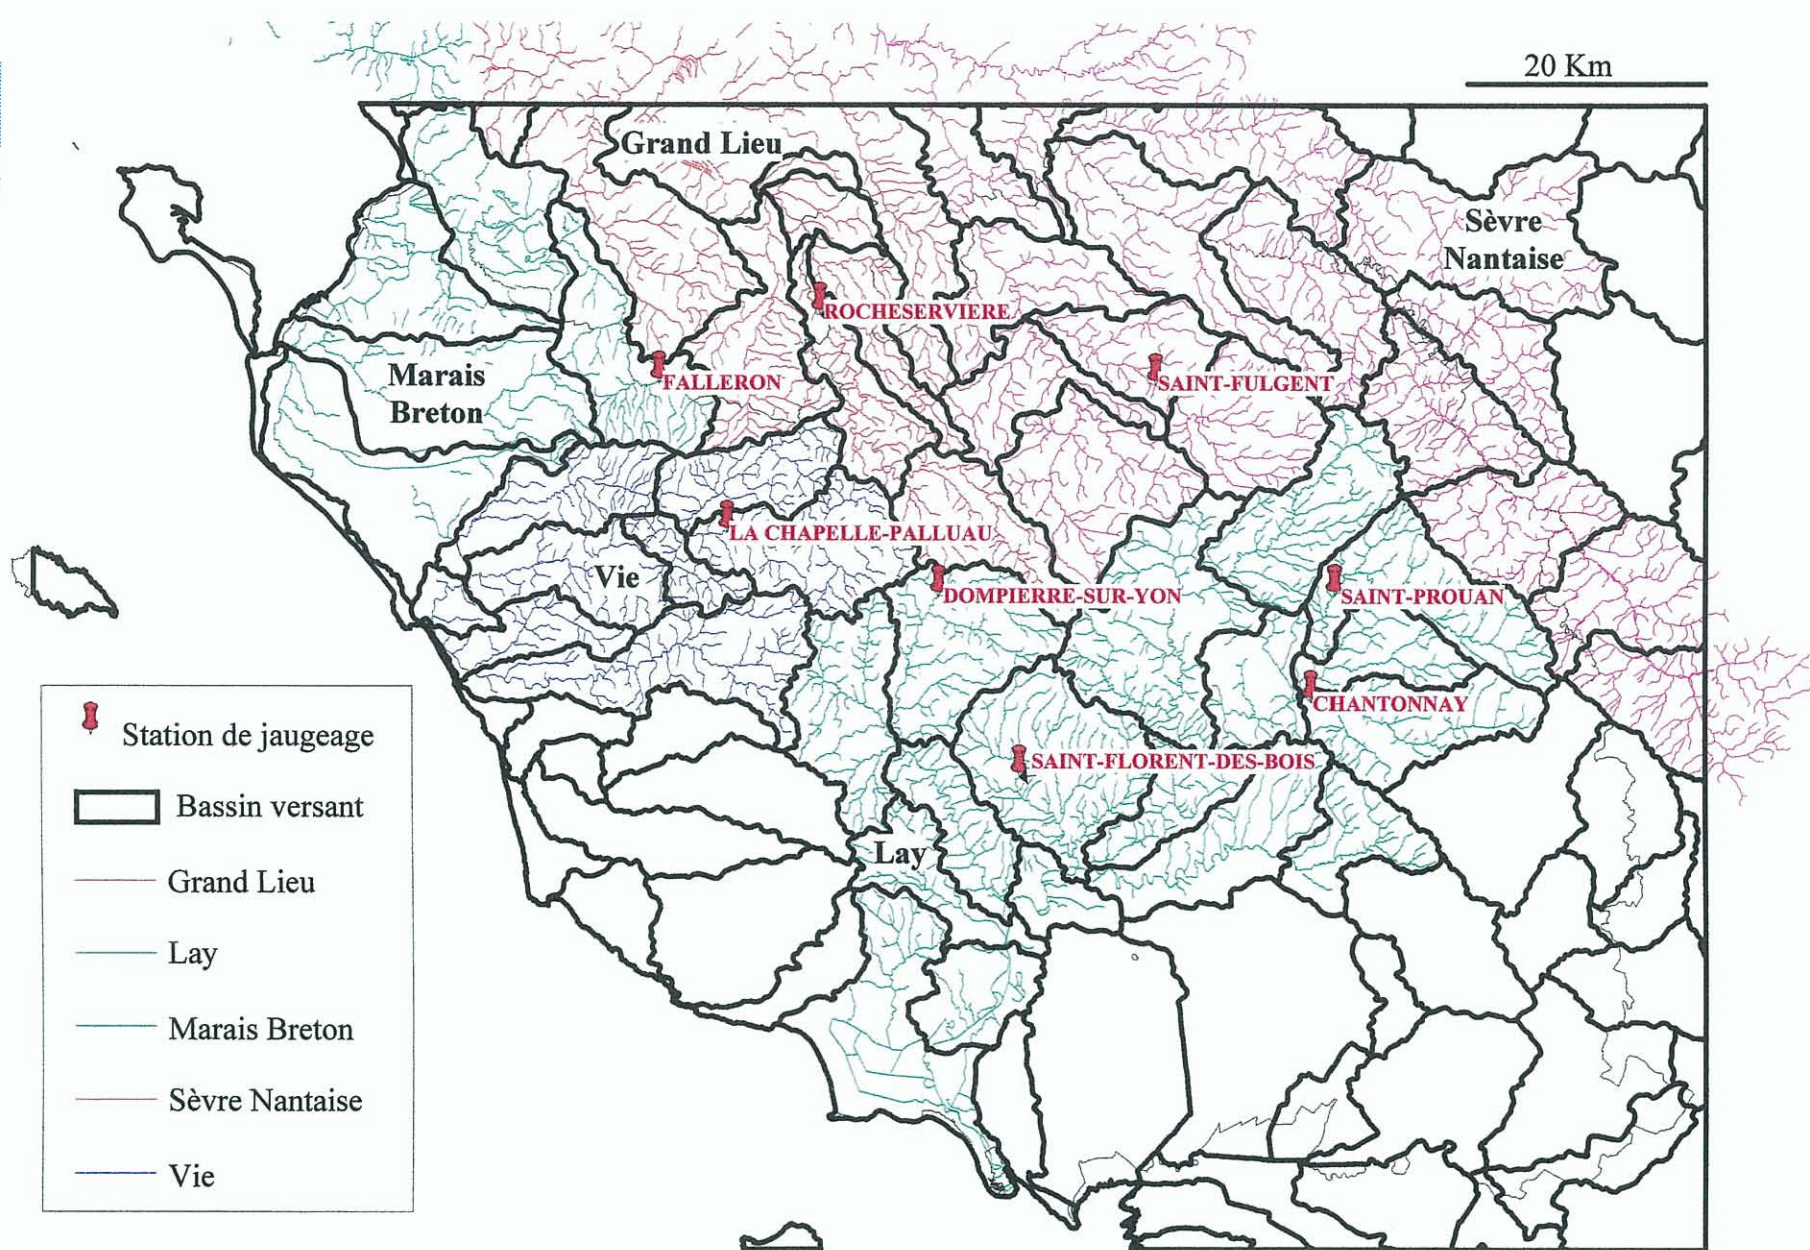 20 Km
Grand Lieu
Sèvre
Nantaise
ROCHESERVIERE
Marais
Breton
FALLERON
SAINT-FULGENT
LA CHAPELLE-PALLUAU
Vie
DOMPIERRE-SUR-YON
SAINT-PROUAN
CHANTONNAY
SAINT-FLORENT-DES-BOIS
Lay
Station de jaugeage
Bassin versant
Grand Lieu
Lay
Marais Breton
Sèvre Nantaise
Vie